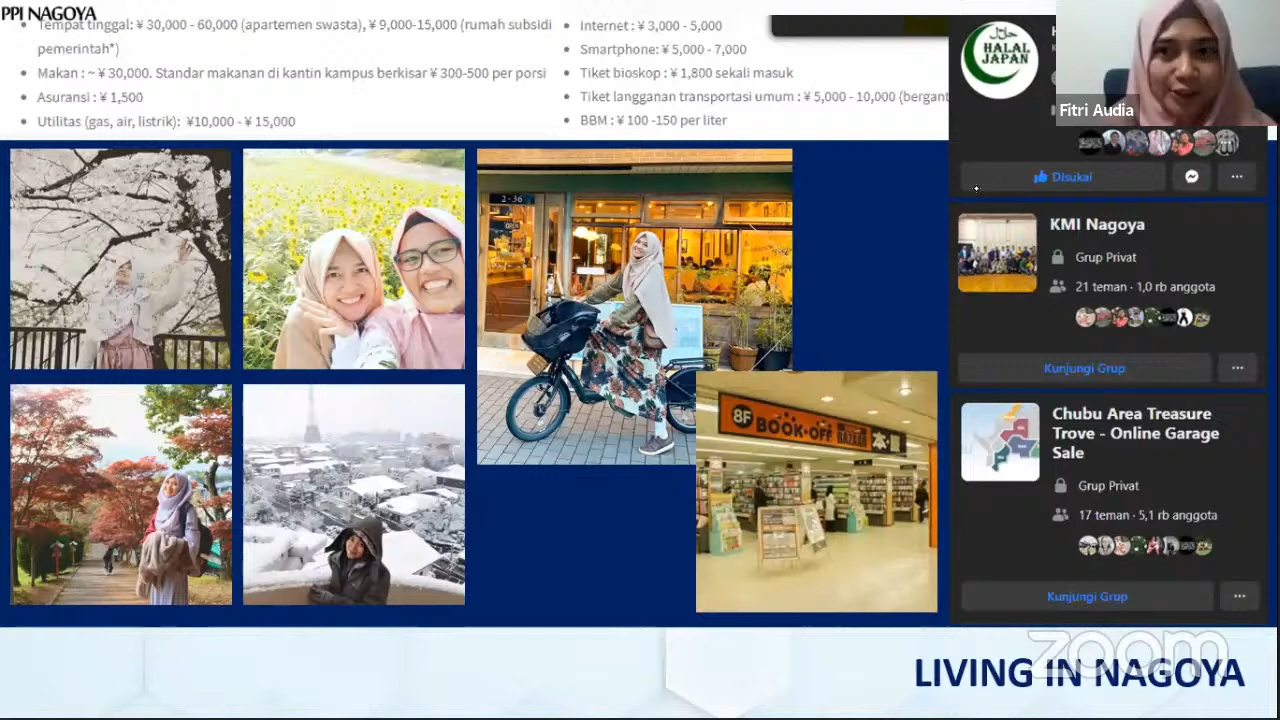 PPI NAGOYA
Tempat tinggal: ¥ 30,000 - 60,000 (apartemen swasta), ¥ 9,000-15,000 (rumah subsidi
pemerintah*)
Makan : ~ ¥ 30,000. Standar makanan di kantin kampus berkisar ¥ 300-500 per porsi
Asuransi : ¥ 1,500
Utilitas (gas, air, listrik): ¥10,000 - ¥ 15,000
Internet : ¥ 3,000 - 5,000
Smartphone: ¥ 5,000 - 7,000
Tiket bioskop : ¥ 1,800 sekali masuk
Tiket langganan transportasi umum : ¥ 5,000 - 10,000 (bergant
BBM : ¥ 100 -150 per liter
HALAL
JAPAN
Fitri Audia
Disukai
...
KMI Nagoya
Grup Privat
21 teman · 1,0 rb anggota
Kunjungi Grup
...
Chubu Area Treasure
Trove - Online Garage
Sale
Grup Privat
17 teman · 5,1 rb anggota
Kunjungi Grup
...
2-36
OPEN
8F BOOK·OFF
本
zoom
LIVING IN NAGOYA